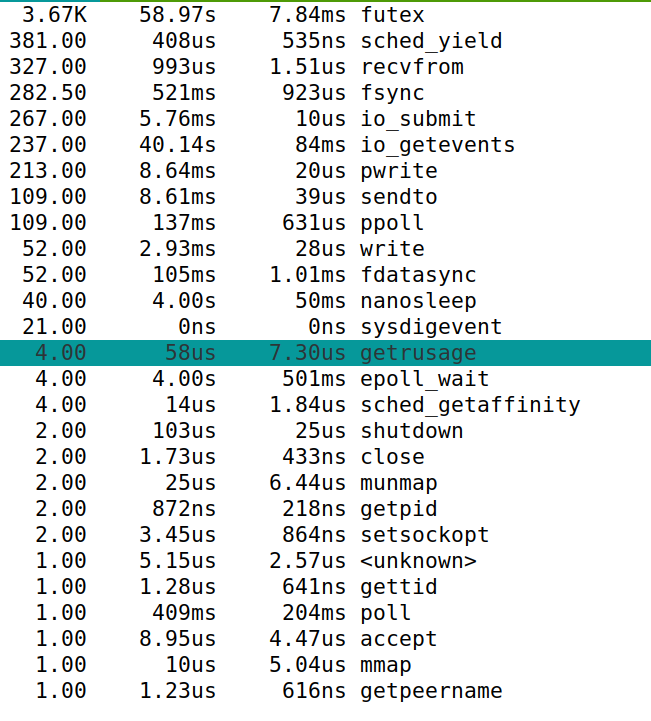 3.67K 58.97s 7.84ms futex
381.00 408us 535ns sched_yield
327.00 993us 1.51us recvfrom
282.50 521ms 923us fsync
267.00 5.76ms 10us io_submit
237.00 40.14s 84ms io_getevents
213.00 8.64ms 20us pwrite
109.00 8.61ms 39us sendto
109.00 137ms 631us ppoll
52.00 2.93ms 28us write
52.00 105ms 1.01ms fdatasync
40.00 4.00s 50ms nanosleep
21.00 0ns 0ns sysdigevent
4.00 58us 7.30us getrusage
4.00 4.00s 501ms epoll_wait
4.00 14us 1.84us sched_getaffinity
2.00 103us 25us shutdown
2.00 1.73us 433ns close
2.00 25us 6.44us munmap
2.00 872ns 218ns getpid
2.00 3.45us 864ns setsockopt
1.00 5.15us 2.57us <unknown>
1.00 1.28us 641ns gettid
1.00 409ms 204ms poll
1.00 8.95us 4.47us accept
1.00 10us 5.04us mmap
1.00 1.23us 616ns getpeername